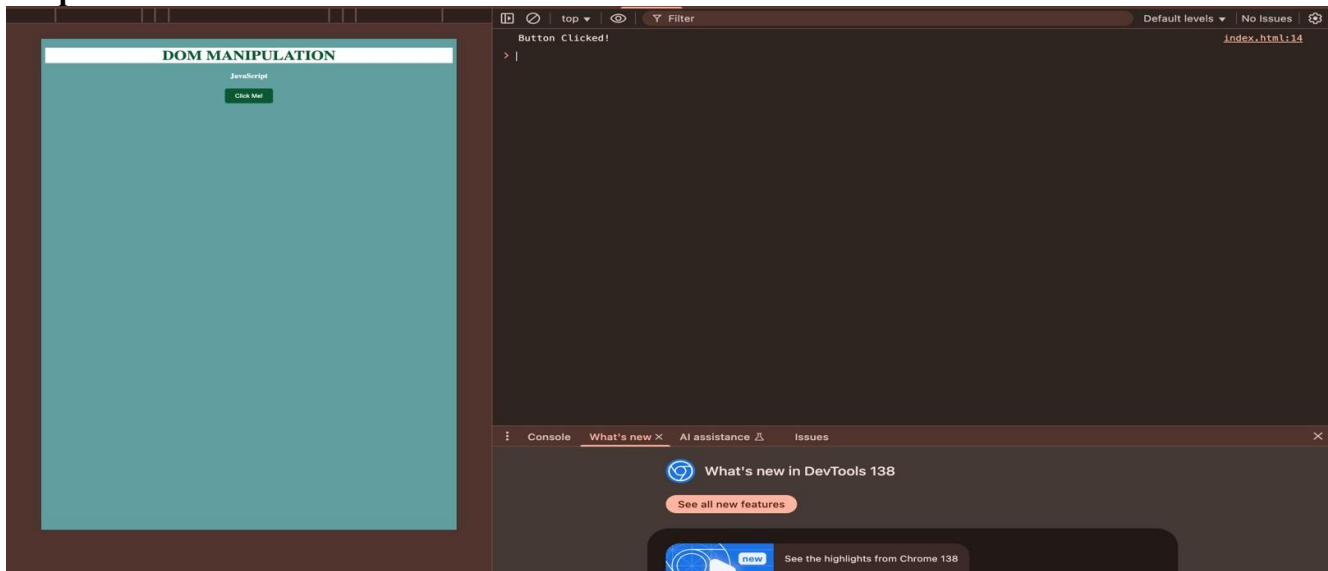 DOM MANIPULATION
JavaScript
Click Me!
top
Filter
Default levels
No Issues
Button Clicked!
index.html:14
>
Console
What's new
AI assistance
Issues
What's new in DevTools 138
See all new features
new
See the highlights from Chrome 138